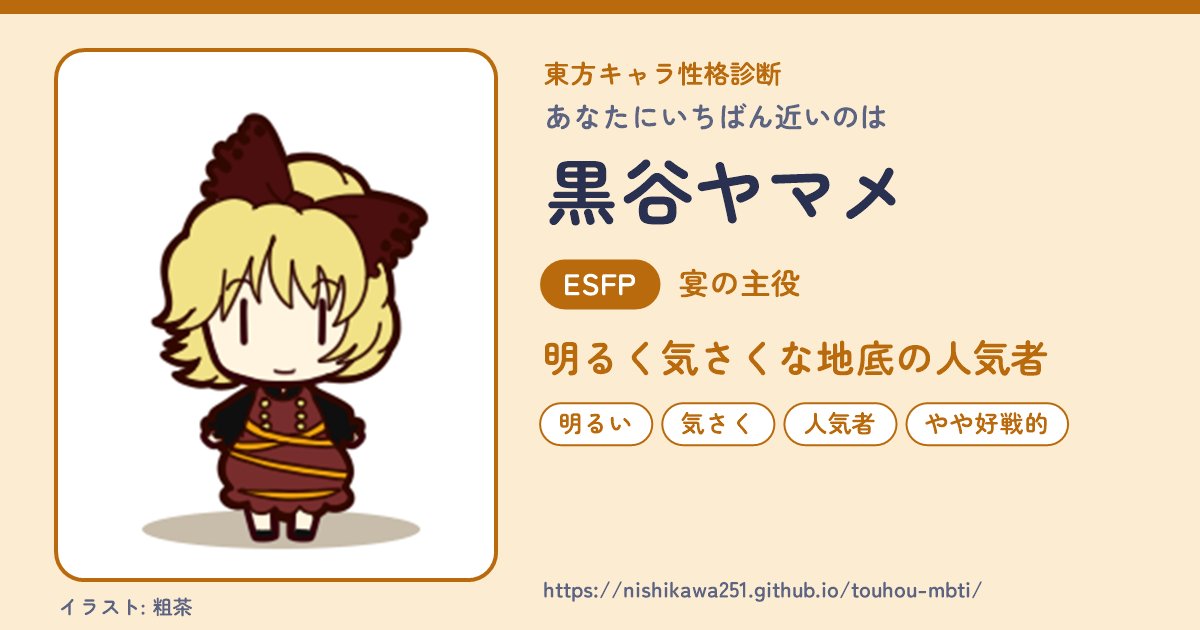 東方キャラ性格診断
あなたにいちばん近いのは
黒谷ヤマメ
ESFP 宴の主役
明るく気さくな地底の人気者
明るい 気さく 人気者 やや好戦的
https://nishikawa251.github.io/touhou-mbti/
イラスト: 粗茶